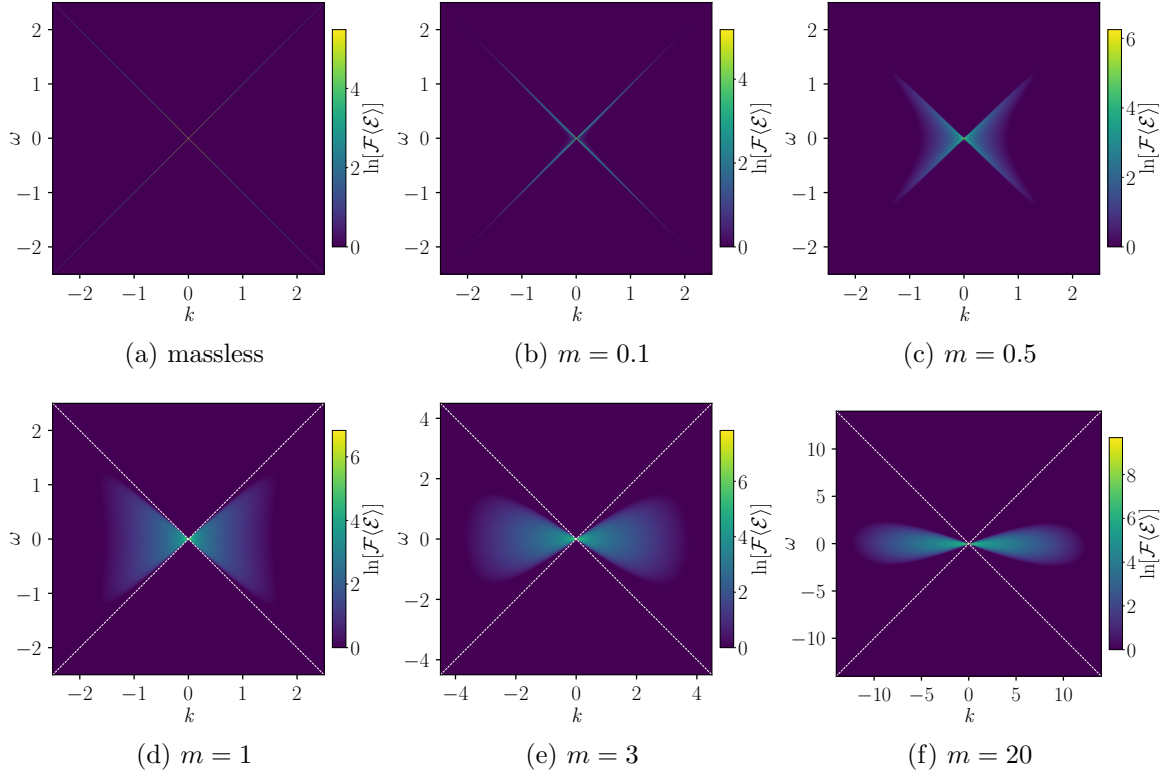 2
1
0
−1
−2
ω
−2 −1 0 1 2
k
4
2
0
ln[ℱ⟨ℰ⟩]
(a) massless
2
1
0
−1
−2
ω
−2 −1 0 1 2
k
4
2
0
ln[ℱ⟨ℰ⟩]
(b) m = 0.1
2
1
0
−1
−2
ω
−2 −1 0 1 2
k
6
4
2
0
ln[ℱ⟨ℰ⟩]
(c) m = 0.5
2
1
0
−1
−2
ω
−2 −1 0 1 2
k
6
4
2
0
ln[ℱ⟨ℰ⟩]
(d) m = 1
4
2
0
−2
−4
ω
−4 −2 0 2 4
k
6
4
2
0
ln[ℱ⟨ℰ⟩]
(e) m = 3
10
5
0
−5
−10
ω
−10 −5 0 5 10
k
8
6
4
2
0
ln[ℱ⟨ℰ⟩]
(f) m = 20